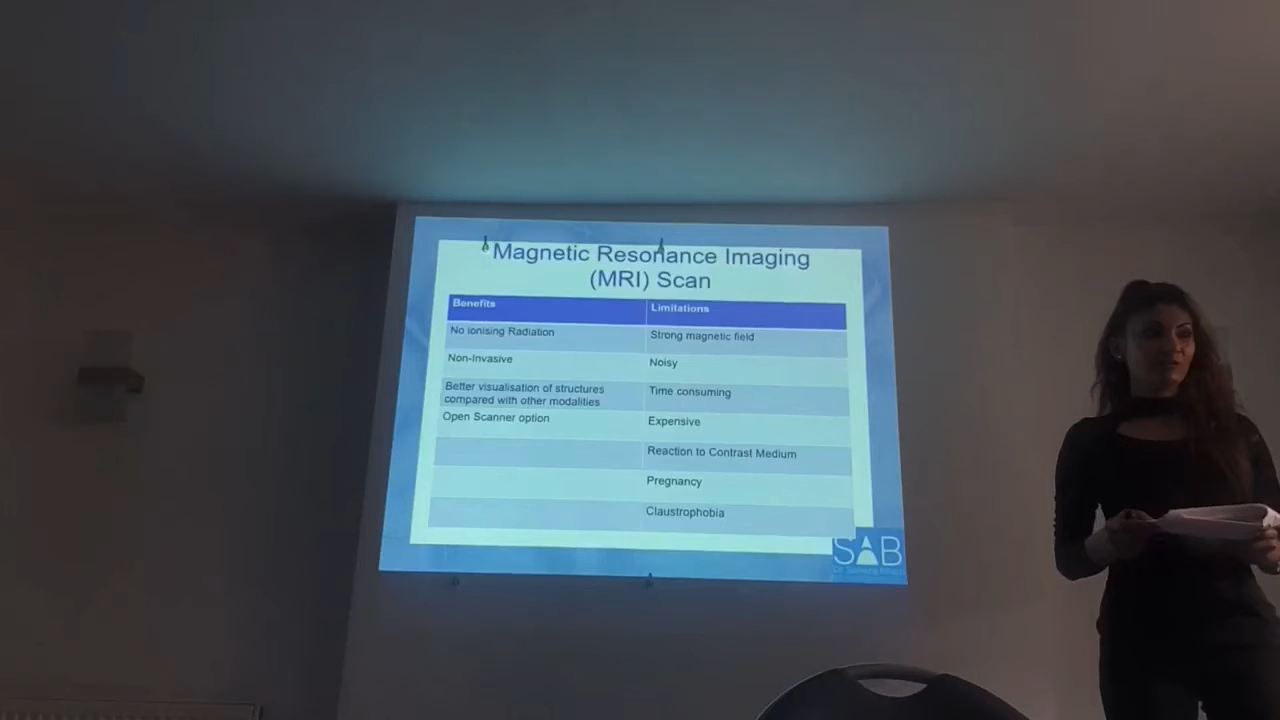 Magnetic Resonance Imaging
(MRI) Scan
Benefits
Limitations
No ionising Radiation
Strong magnetic field
Non-Invasive
Noisy
Better visualisation of structures
compared with other modalities
Time consuming
Open Scanner option
Expensive
Reaction to Contrast Medium
Pregnancy
Claustrophobia
SAB